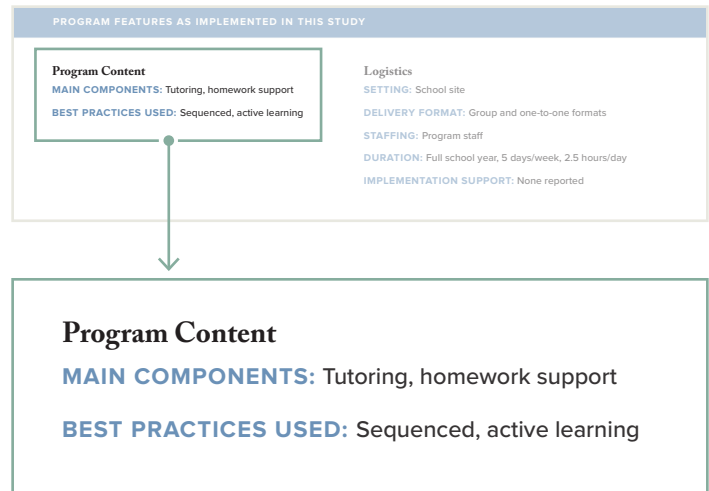 PROGRAM FEATURES AS IMPLEMENTED IN THIS STUDY
Program Content
MAIN COMPONENTS: Tutoring, homework support
BEST PRACTICES USED: Sequenced, active learning
Logistics
SETTING: School site
DELIVERY FORMAT: Group and one-to-one formats
STAFFING: Program staff
DURATION: Full school year, 5 days/week, 2.5 hours/day
IMPLEMENTATION SUPPORT: None reported
Program Content
MAIN COMPONENTS: Tutoring, homework support
BEST PRACTICES USED: Sequenced, active learning